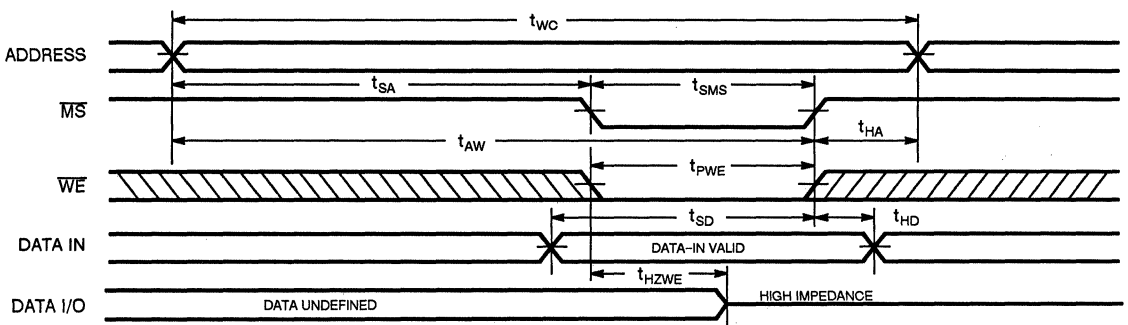 tWC
ADDRESS
tSA
tSMS
MS
tAW
tHA
tPWE
WE
tSD
tHD
DATA IN
DATA–IN VALID
tHZWE
DATA I/O
DATA UNDEFINED
HIGH IMPEDANCE